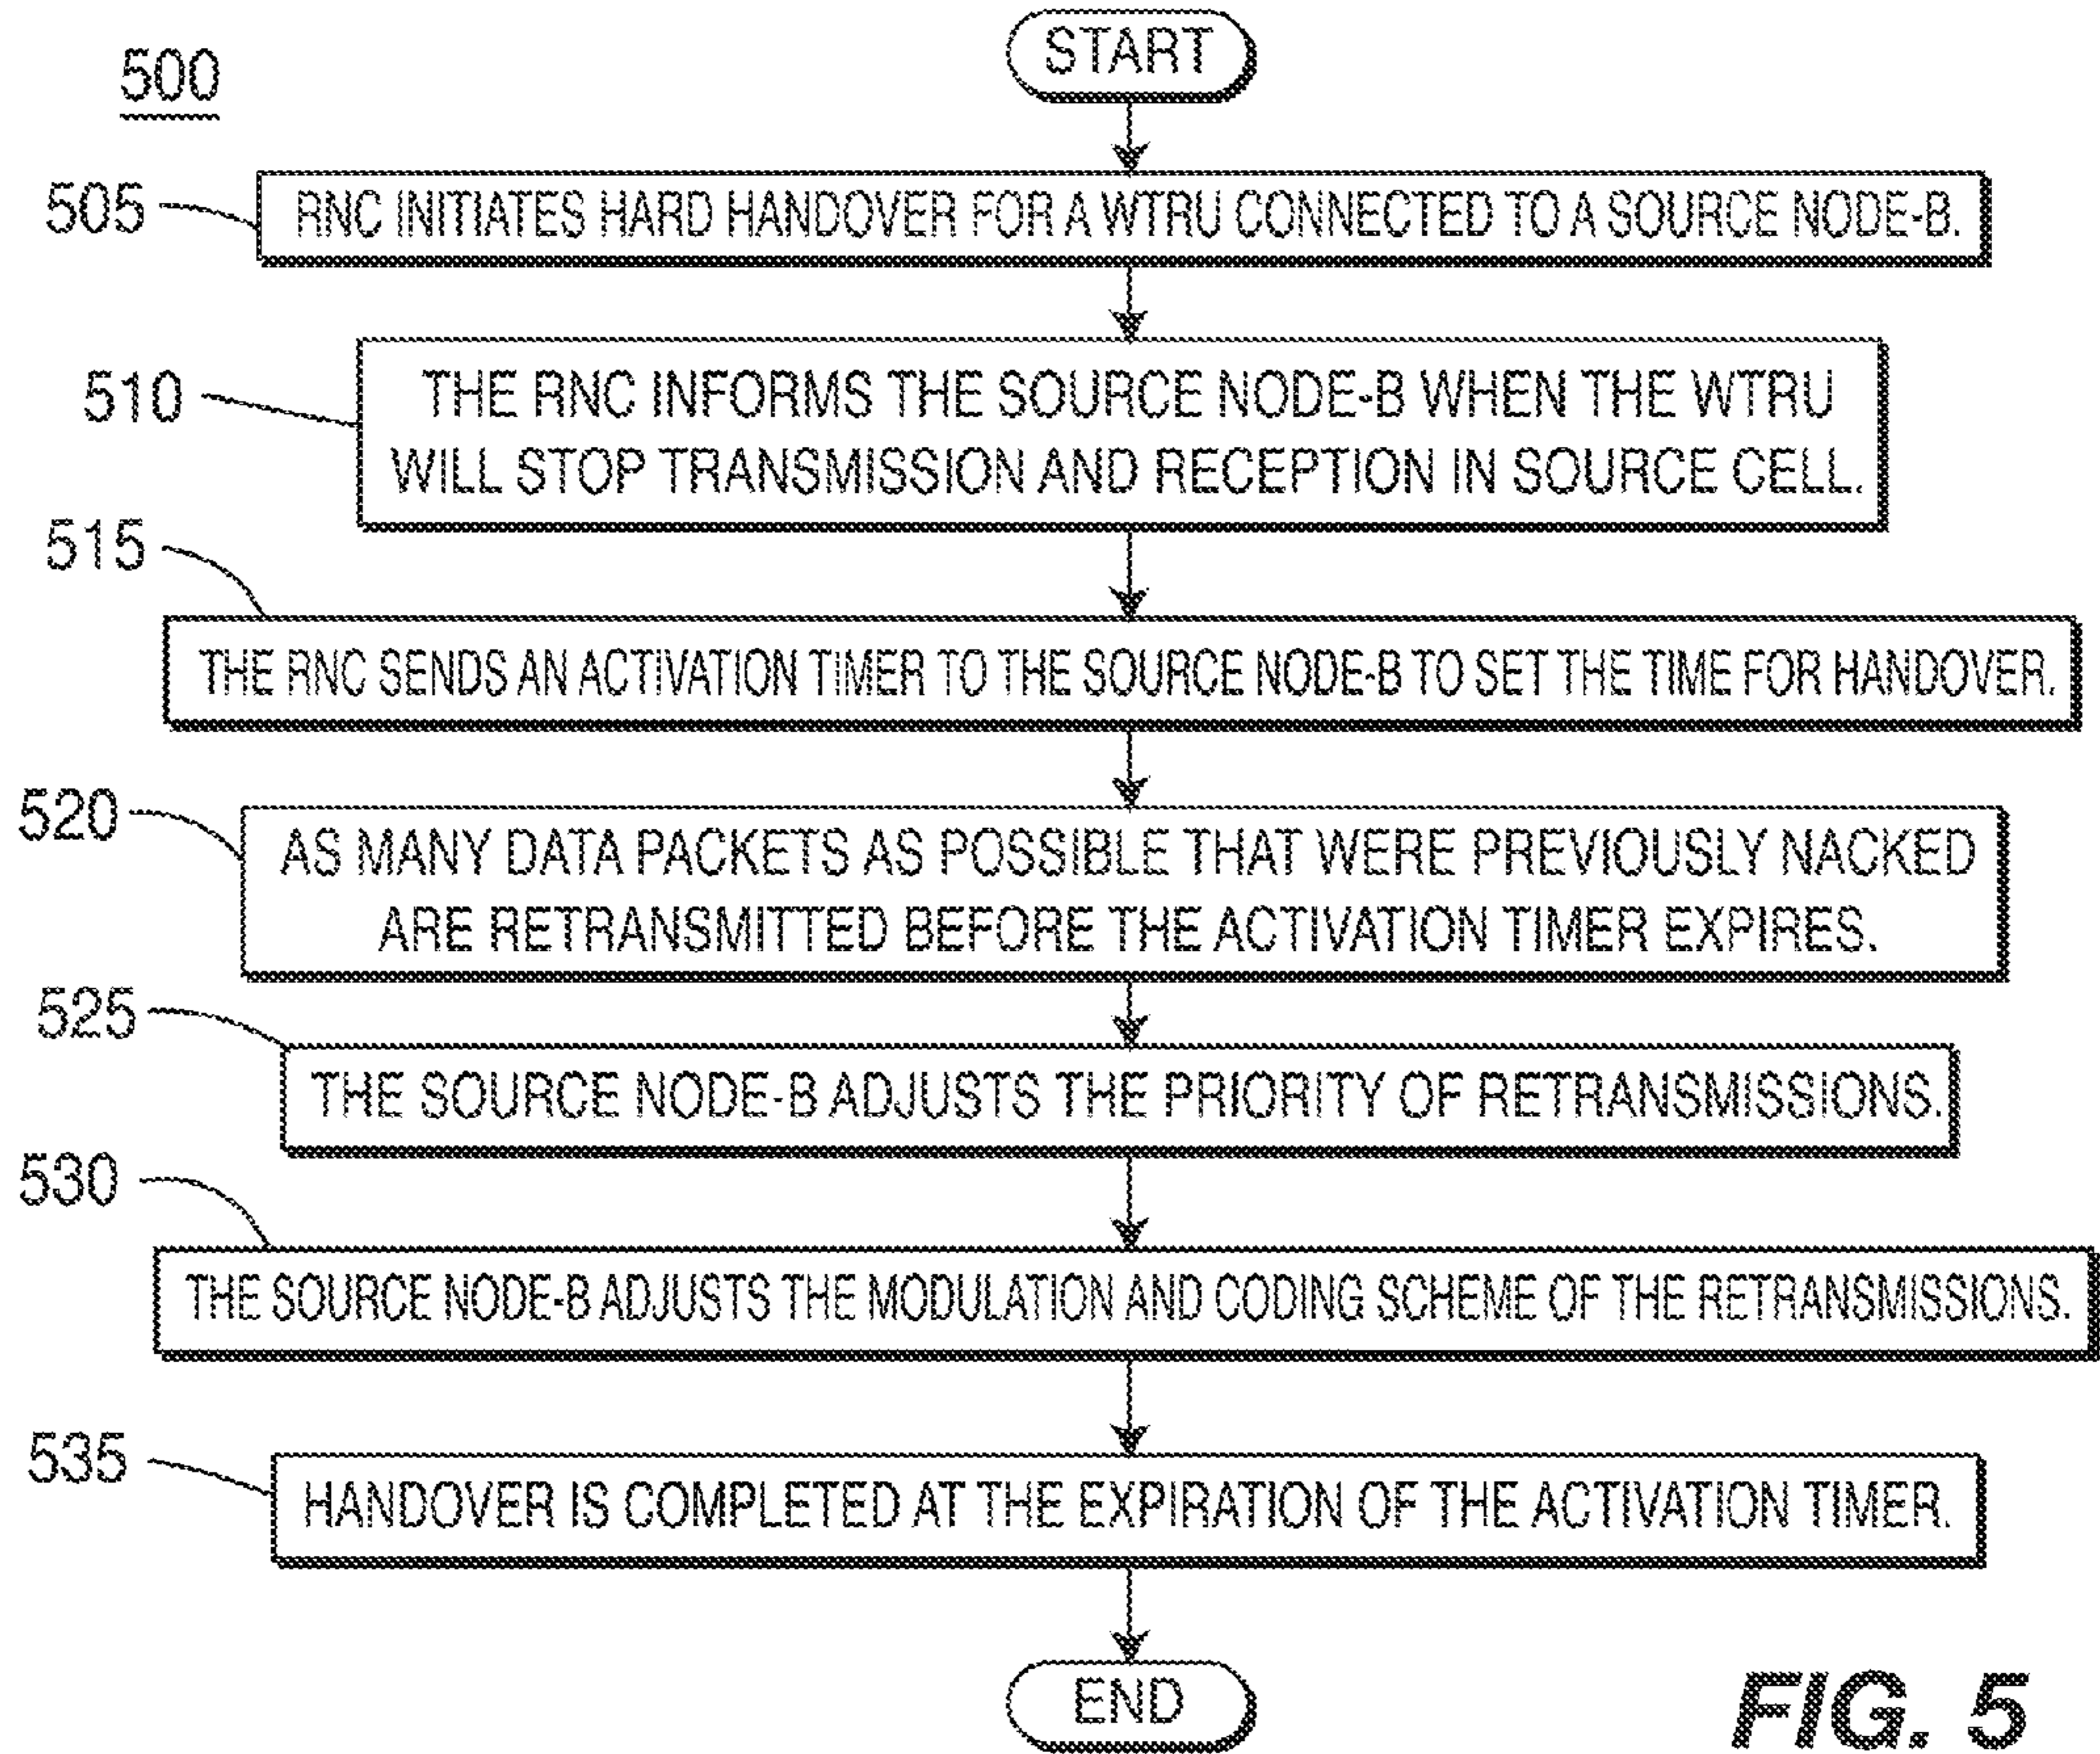 500
START
505
RNC INITIATES HARD HANDOVER FOR A WTRU CONNECTED TO A SOURCE NODE-B.
510
THE RNC INFORMS THE SOURCE NODE-B WHEN THE WTRU
WILL STOP TRANSMISSION AND RECEPTION IN SOURCE CELL.
515
THE RNC SENDS AN ACTIVATION TIMER TO THE SOURCE NODE-B TO SET THE TIME FOR HANDOVER.
520
AS MANY DATA PACKETS AS POSSIBLE THAT WERE PREVIOUSLY NACKED
ARE RETRANSMITTED BEFORE THE ACTIVATION TIMER EXPIRES.
525
THE SOURCE NODE-B ADJUSTS THE PRIORITY OF RETRANSMISSIONS.
530
THE SOURCE NODE-B ADJUSTS THE MODULATION AND CODING SCHEME OF THE RETRANSMISSIONS.
535
HANDOVER IS COMPLETED AT THE EXPIRATION OF THE ACTIVATION TIMER.
END
FIG. 5